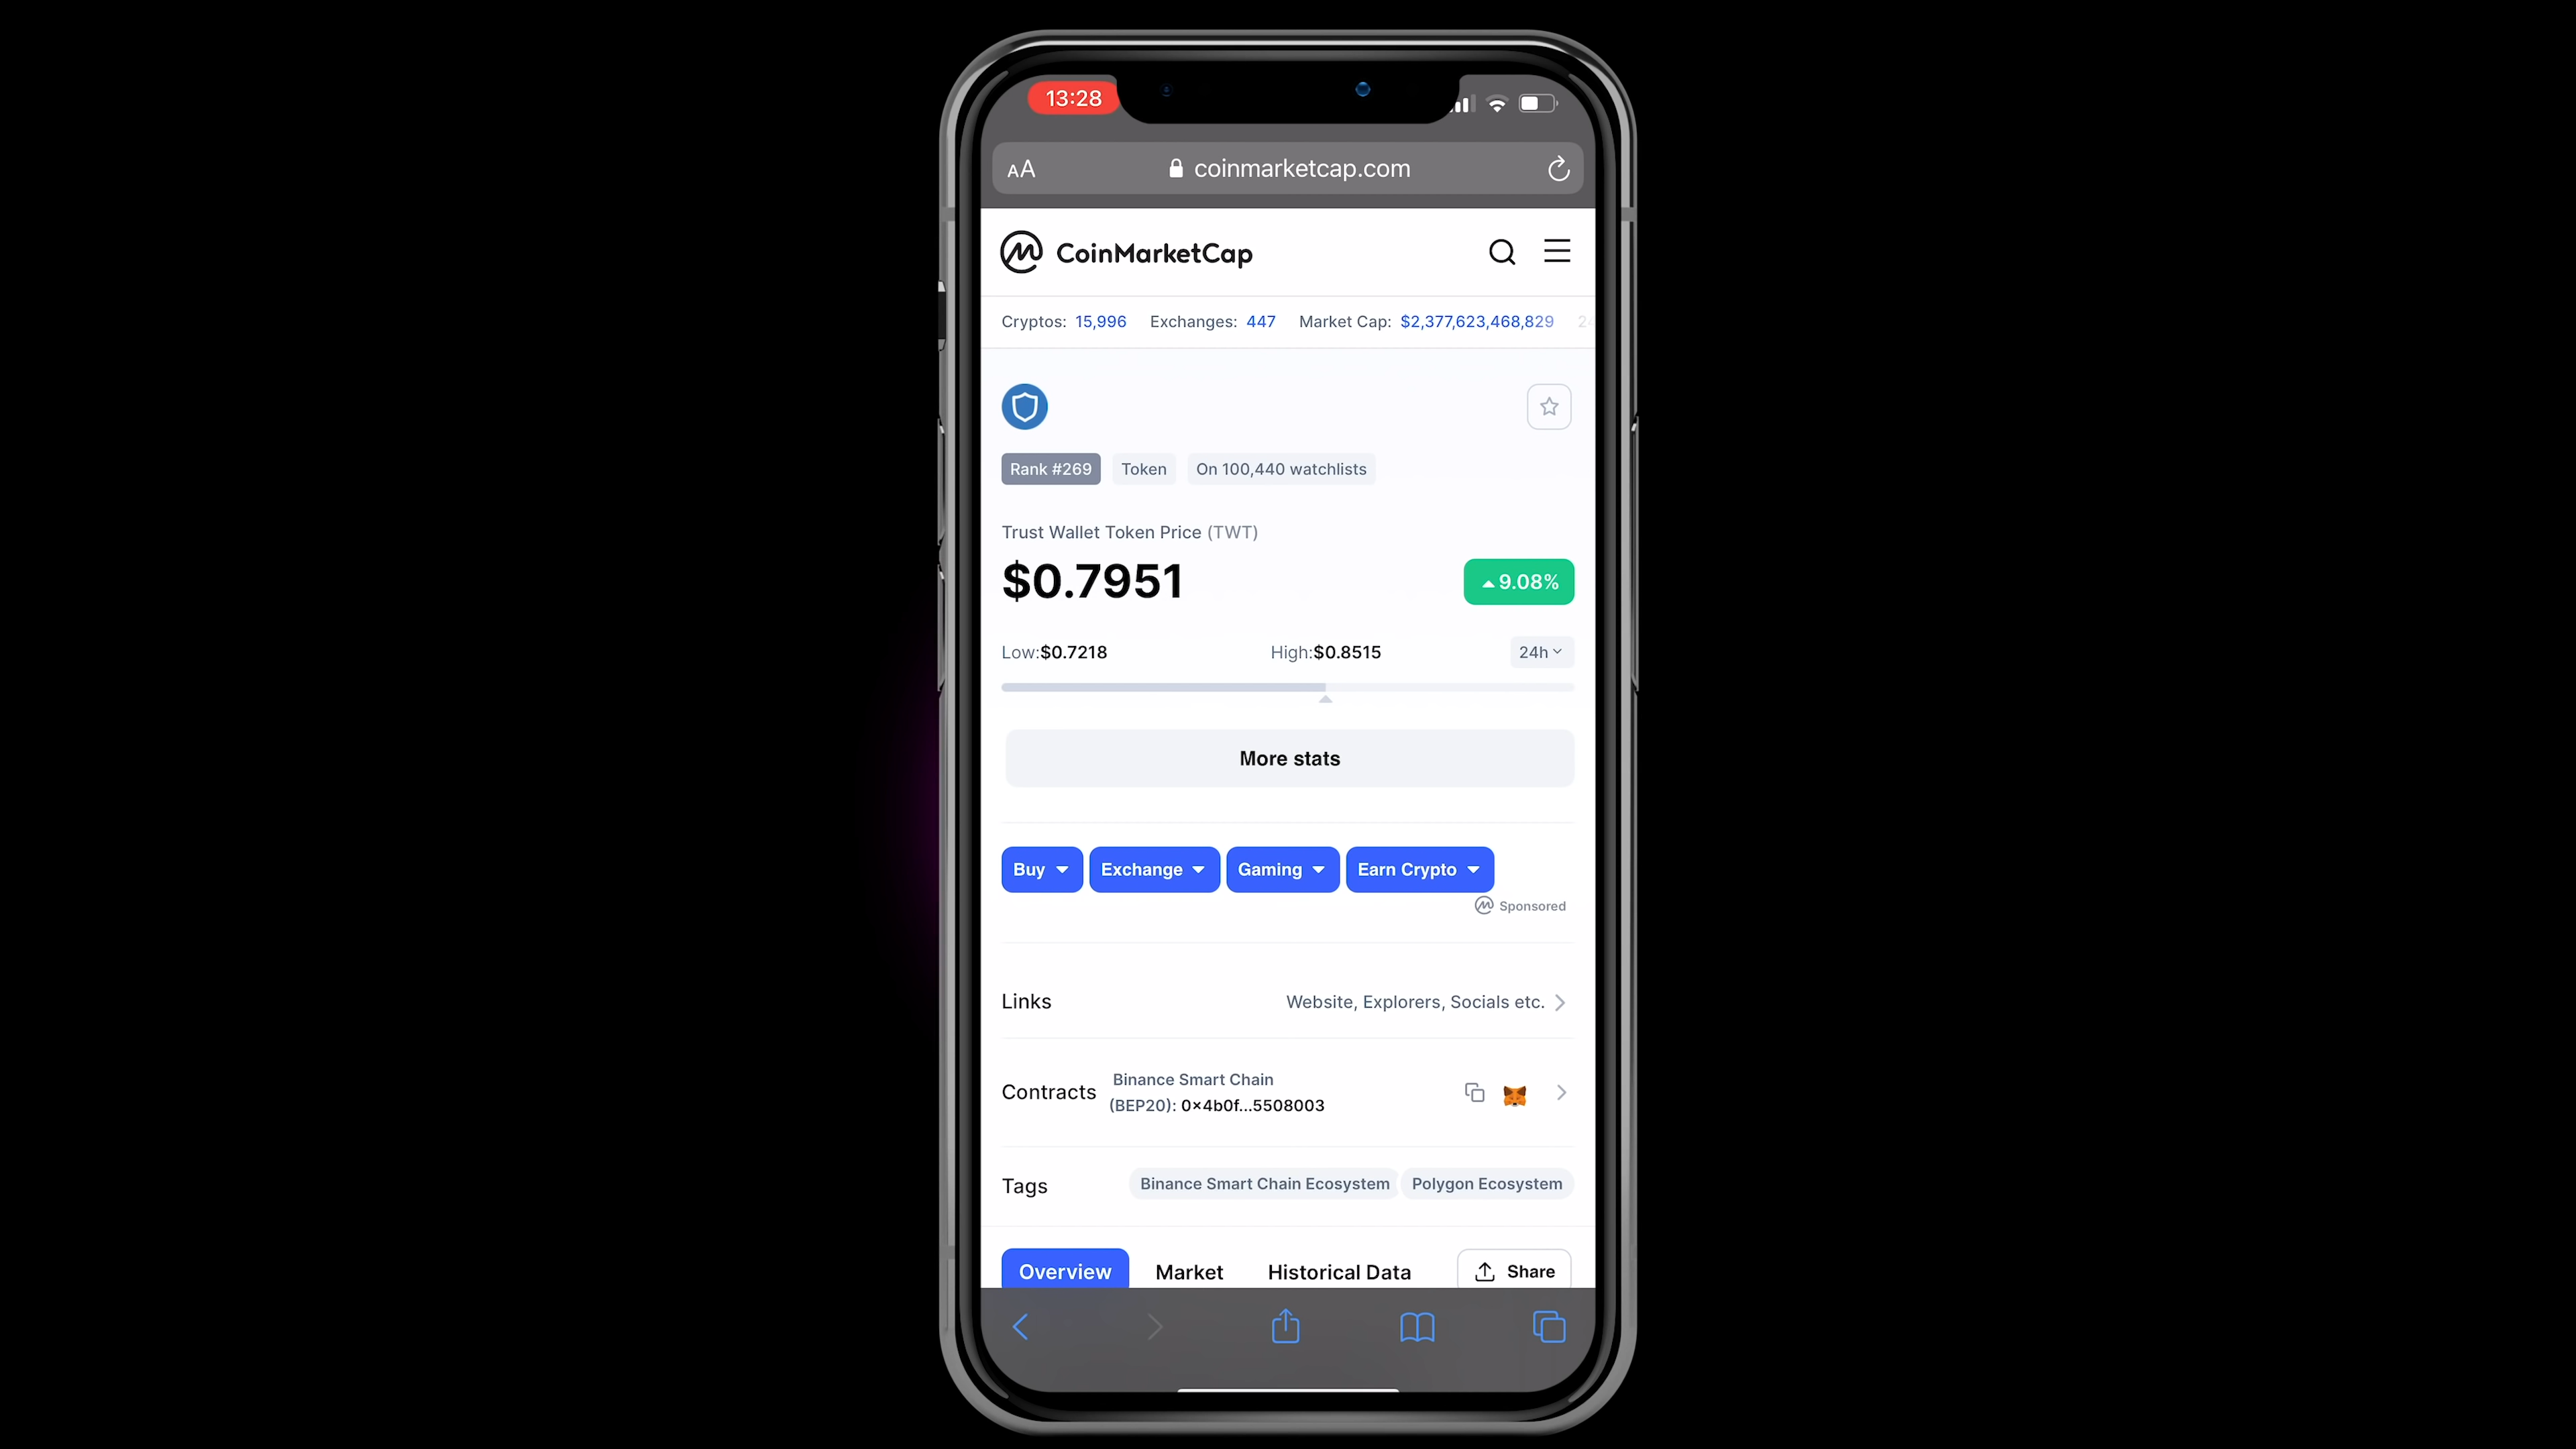 13:28
AA coinmarketcap.com
CoinMarketCap
Cryptos: 15,996 Exchanges: 447 Market Cap: $2,377,623,468,829 24
Rank #269 Token On 100,440 watchlists
Trust Wallet Token Price (TWT)
$0.7951 9.08%
Low:$0.7218 High:$0.8515 24h
More stats
Buy Exchange Gaming Earn Crypto
Sponsored
Links Website, Explorers, Socials etc.
Contracts Binance Smart Chain
(BEP20): 0x4b0f...5508003
Tags Binance Smart Chain Ecosystem Polygon Ecosystem
Overview Market Historical Data Share